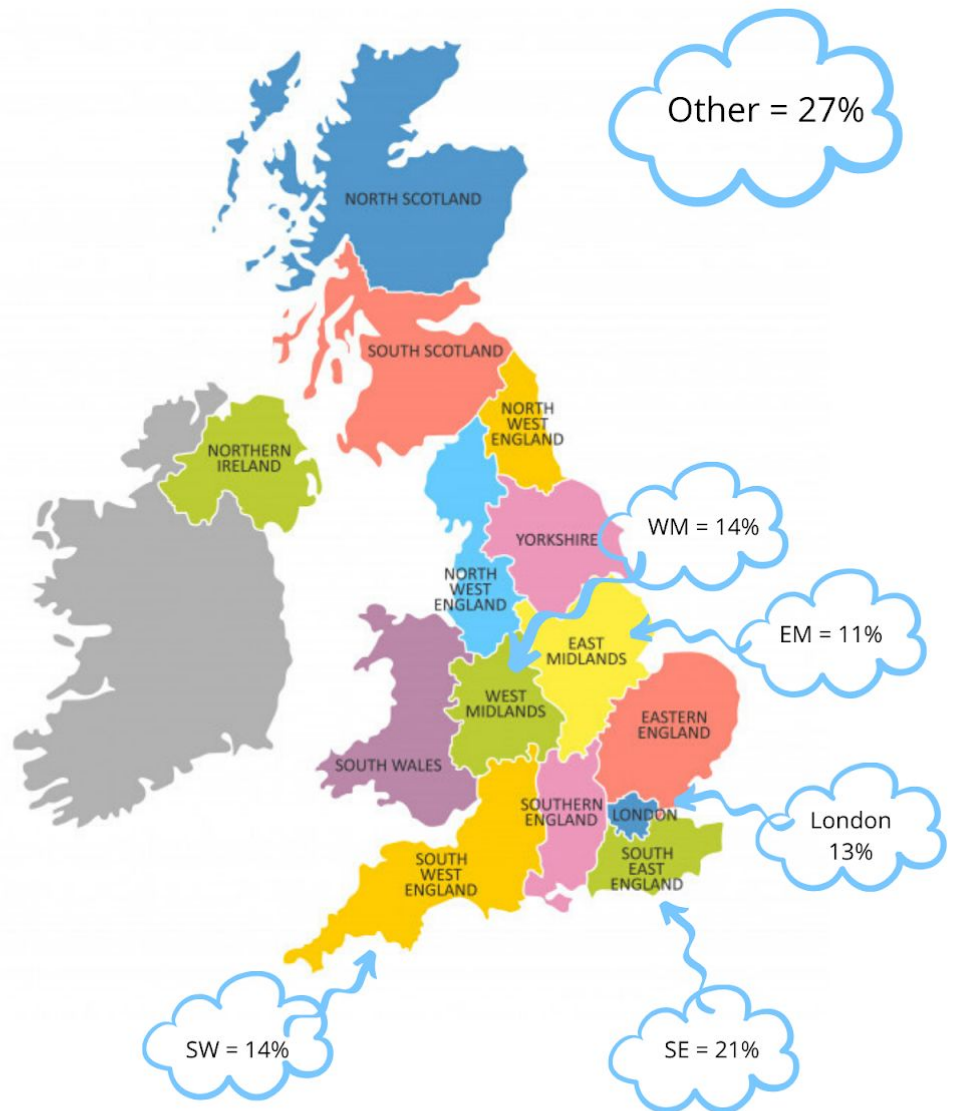 Other = 27%
NORTH SCOTLAND
SOUTH SCOTLAND
NORTH
WEST
ENGLAND
NORTHERN
IRELAND
WM = 14%
YORKSHIRE
NORTH
WEST
ENGLAND
EM = 11%
EAST
MIDLANDS
WEST
MIDLANDS
EASTERN
ENGLAND
SOUTH WALES
SOUTHERN
ENGLAND
LONDON
London
13%
SOUTH
EAST
ENGLAND
SOUTH
WEST
ENGLAND
SW = 14%
SE = 21%